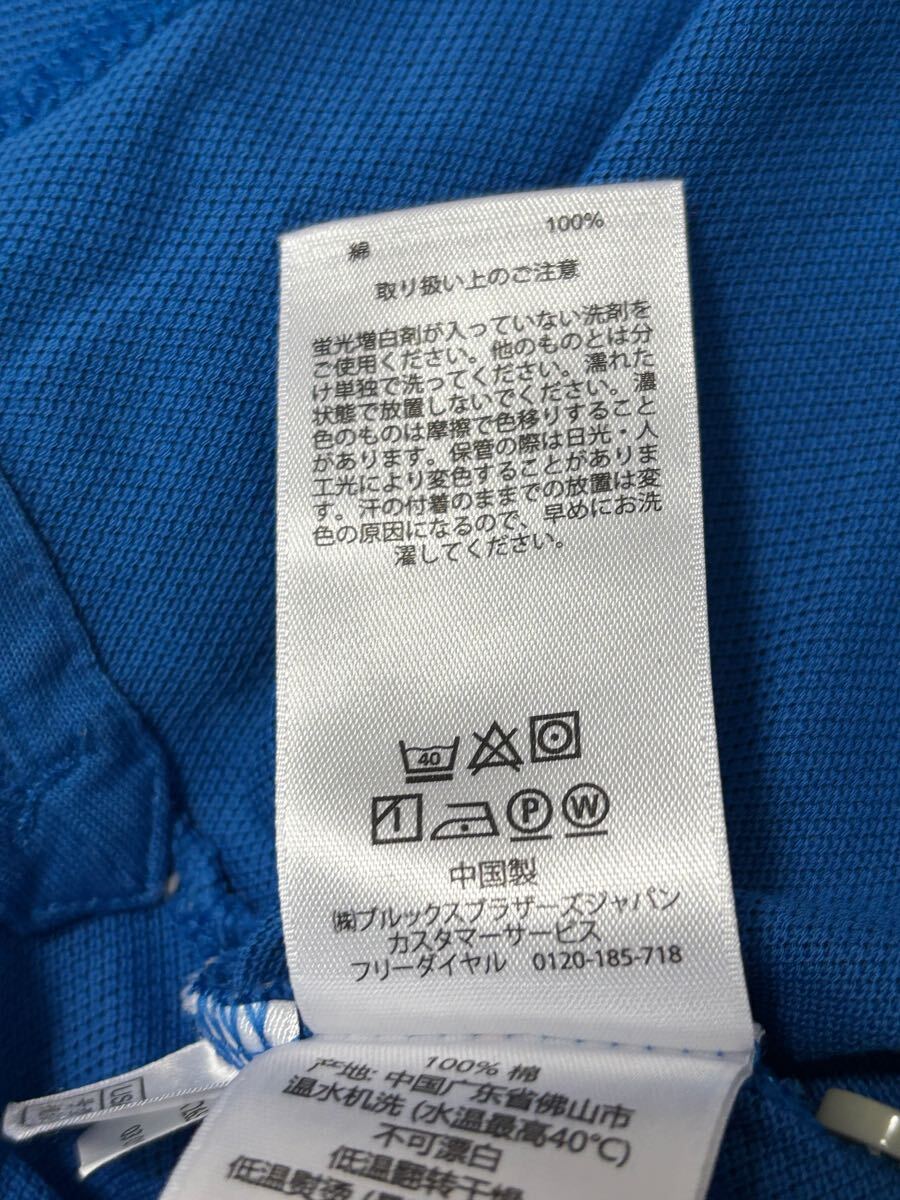 綿 100%
取り扱い上のご注意
蛍光増白剤が入っていない洗剤を
ご使用ください。他のものとは分
け単独で洗ってください。濡れた
状態で放置しないでください。濃
色のものは摩擦で色移りすること
があります。保管の際は日光・人
工光により変色することがありま
す。汗の付着のままでの放置は変
色の原因になるので、早めにお洗
濯してください。
40
P W
中国製
㈱ブルックスブラザーズジャパン
カスタマーサービス
フリーダイヤル 0120-185-718
100% 棉
产地: 中国广东省佛山市
温水机洗 (水温最高40°C)
不可漂白
低温翻转干燥